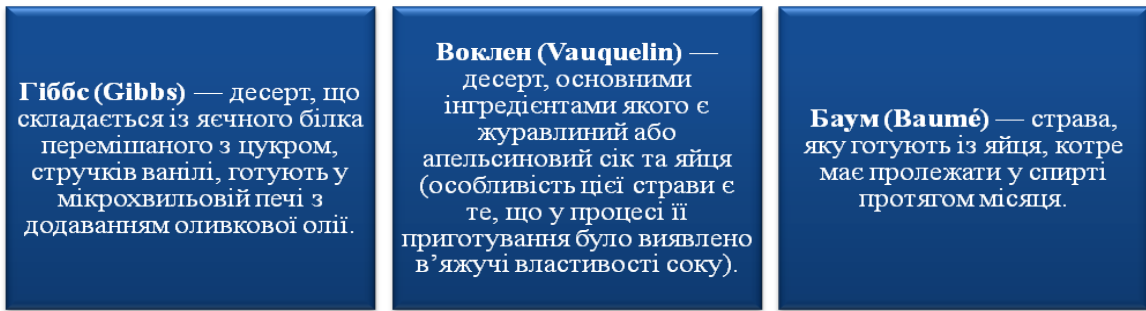 Гіббс (Gibbs) — десерт, що
складається із яєчного білка
перемішаного з цукром,
стручків ванілі, готують у
мікрохвильовій печі з
додаванням оливкової олії.
Воклен (Vauquelin) —
десерт, основними
інгредієнтами якого є
журавлиний або
апельсиновий сік та яйця
(особливість цієї страви є
те, що у процесі її
приготування було виявлено
в’яжучі властивості соку).
Баум (Baumé) — страва,
яку готують із яйця, котре
має пролежати у спирті
протягом місяця.